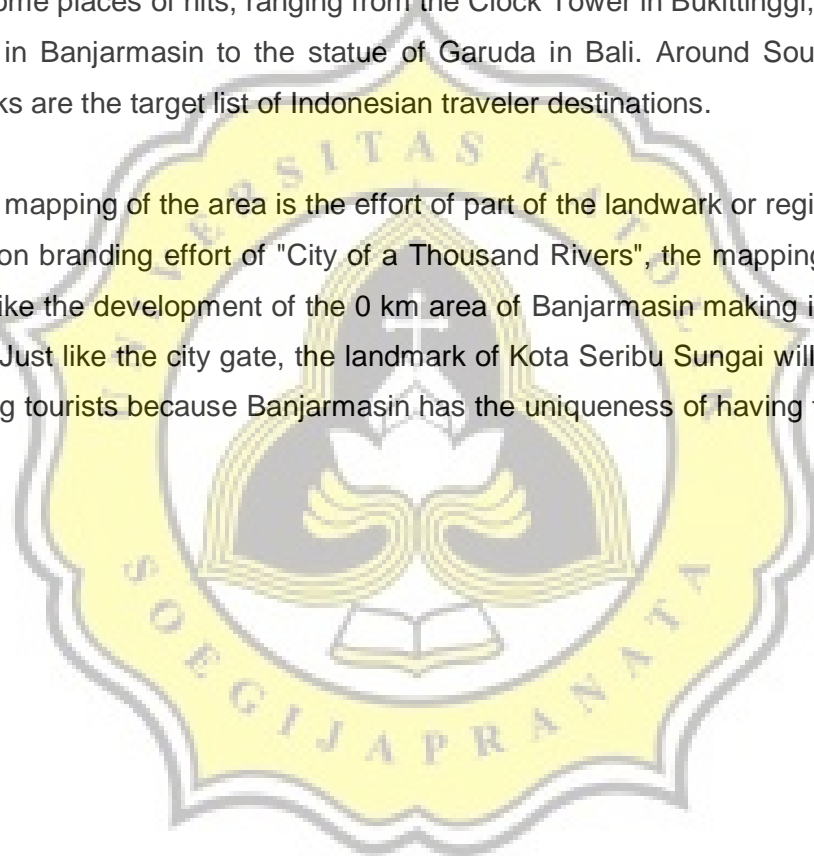 ome places of hits, ranging from the Clock Tower in Bukittinggi,
in Banjarmasin to the statue of Garuda in Bali. Around Sou
ks are the target list of Indonesian traveler destinations.
mapping of the area is the effort of part of the landwark or regi
on branding effort of "City of a Thousand Rivers", the mapping
ike the development of the 0 km area of Banjarmasin making i
Just like the city gate, the landmark of Kota Seribu Sungai will
g tourists because Banjarmasin has the uniqueness of having
UNIVERSITAS KATOLIK
SOEGIJAPRANATA